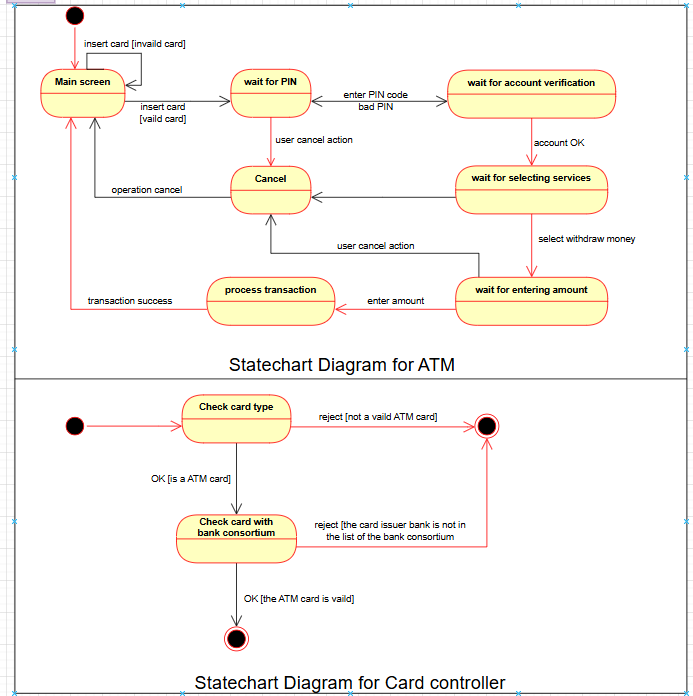 insert card [invaild card]
Main screen
wait for PIN
wait for account verification
enter PIN code
bad PIN
insert card
[vaild card]
user cancel action
account OK
Cancel
wait for selecting services
operation cancel
select withdraw money
user cancel action
process transaction
wait for entering amount
transaction success
enter amount
Statechart Diagram for ATM
Check card type
reject [not a vaild ATM card]
OK [is a ATM card]
Check card with
bank consortium
reject [the card issuer bank is not in
the list of the bank consortium
OK [the ATM card is vaild]
Statechart Diagram for Card controller